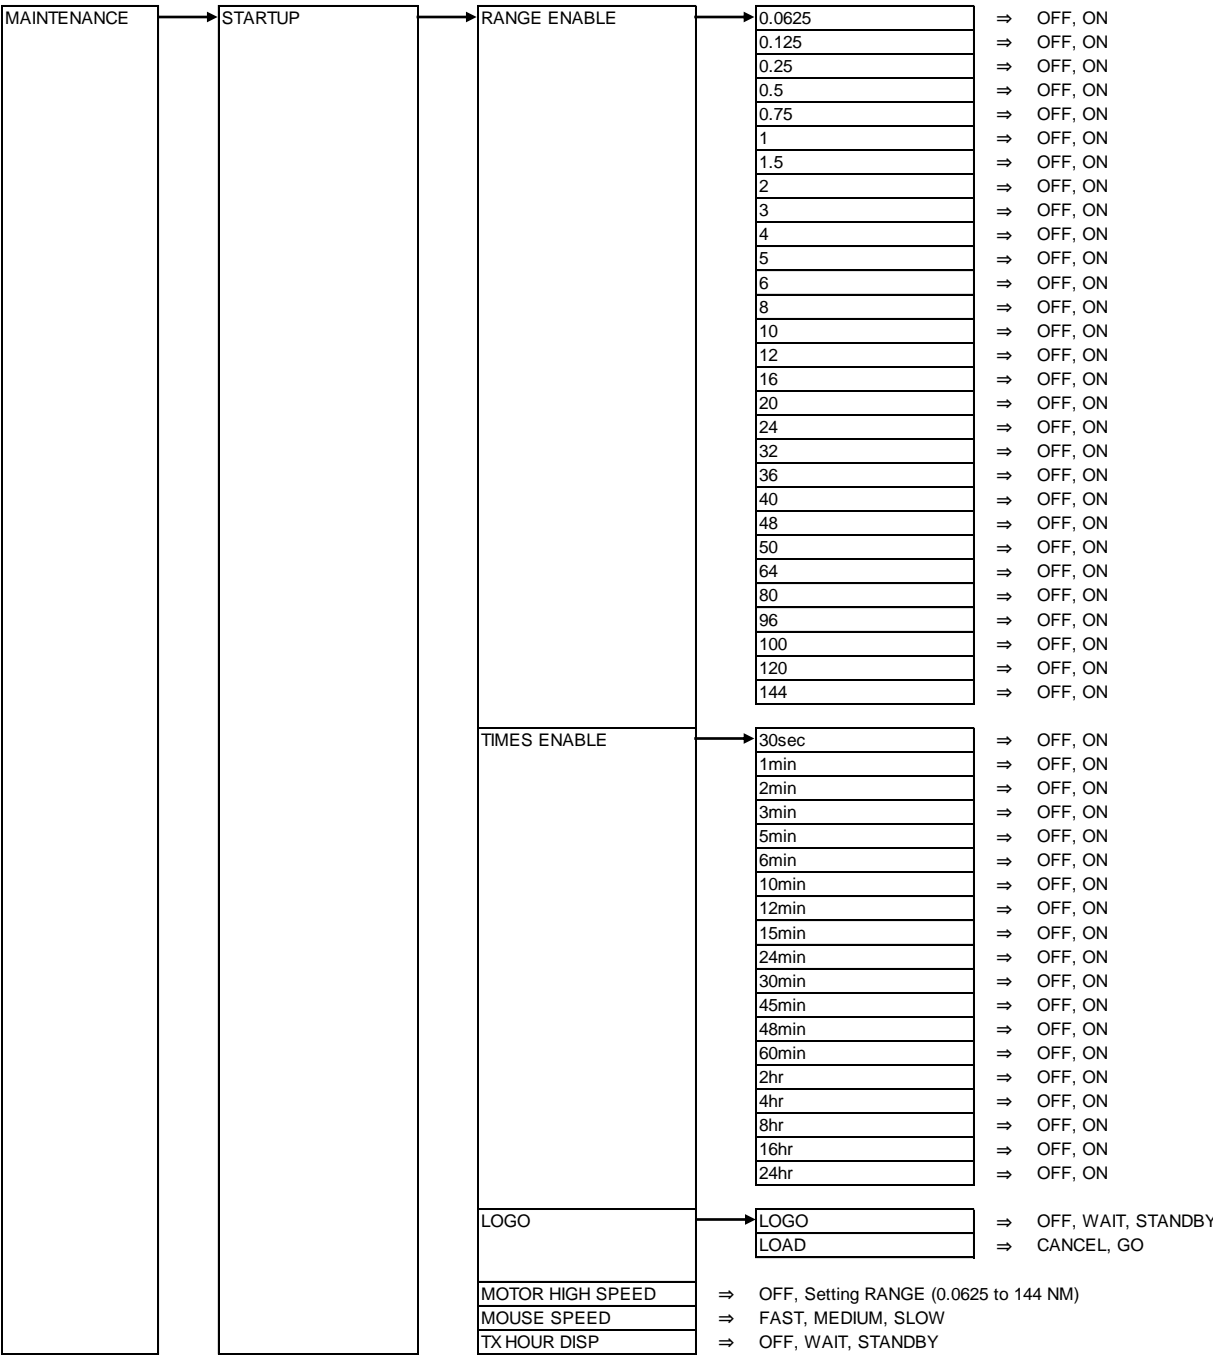 MAINTENANCE STARTUP RANGE ENABLE 0.0625 ⇒ OFF, ON
0.125 ⇒ OFF, ON
0.25 ⇒ OFF, ON
0.5 ⇒ OFF, ON
0.75 ⇒ OFF, ON
1 ⇒ OFF, ON
1.5 ⇒ OFF, ON
2 ⇒ OFF, ON
3 ⇒ OFF, ON
4 ⇒ OFF, ON
5 ⇒ OFF, ON
6 ⇒ OFF, ON
8 ⇒ OFF, ON
10 ⇒ OFF, ON
12 ⇒ OFF, ON
16 ⇒ OFF, ON
20 ⇒ OFF, ON
24 ⇒ OFF, ON
32 ⇒ OFF, ON
36 ⇒ OFF, ON
40 ⇒ OFF, ON
48 ⇒ OFF, ON
50 ⇒ OFF, ON
64 ⇒ OFF, ON
80 ⇒ OFF, ON
96 ⇒ OFF, ON
100 ⇒ OFF, ON
120 ⇒ OFF, ON
144 ⇒ OFF, ON
TIMES ENABLE 30sec ⇒ OFF, ON
1min ⇒ OFF, ON
2min ⇒ OFF, ON
3min ⇒ OFF, ON
5min ⇒ OFF, ON
6min ⇒ OFF, ON
10min ⇒ OFF, ON
12min ⇒ OFF, ON
15min ⇒ OFF, ON
24min ⇒ OFF, ON
30min ⇒ OFF, ON
45min ⇒ OFF, ON
48min ⇒ OFF, ON
60min ⇒ OFF, ON
2hr ⇒ OFF, ON
4hr ⇒ OFF, ON
8hr ⇒ OFF, ON
16hr ⇒ OFF, ON
24hr ⇒ OFF, ON
LOGO LOGO ⇒ OFF, WAIT, STANDBY
LOAD ⇒ CANCEL, GO
MOTOR HIGH SPEED ⇒ OFF, Setting RANGE (0.0625 to 144 NM)
MOUSE SPEED ⇒ FAST, MEDIUM, SLOW
TX HOUR DISP ⇒ OFF, WAIT, STANDBY